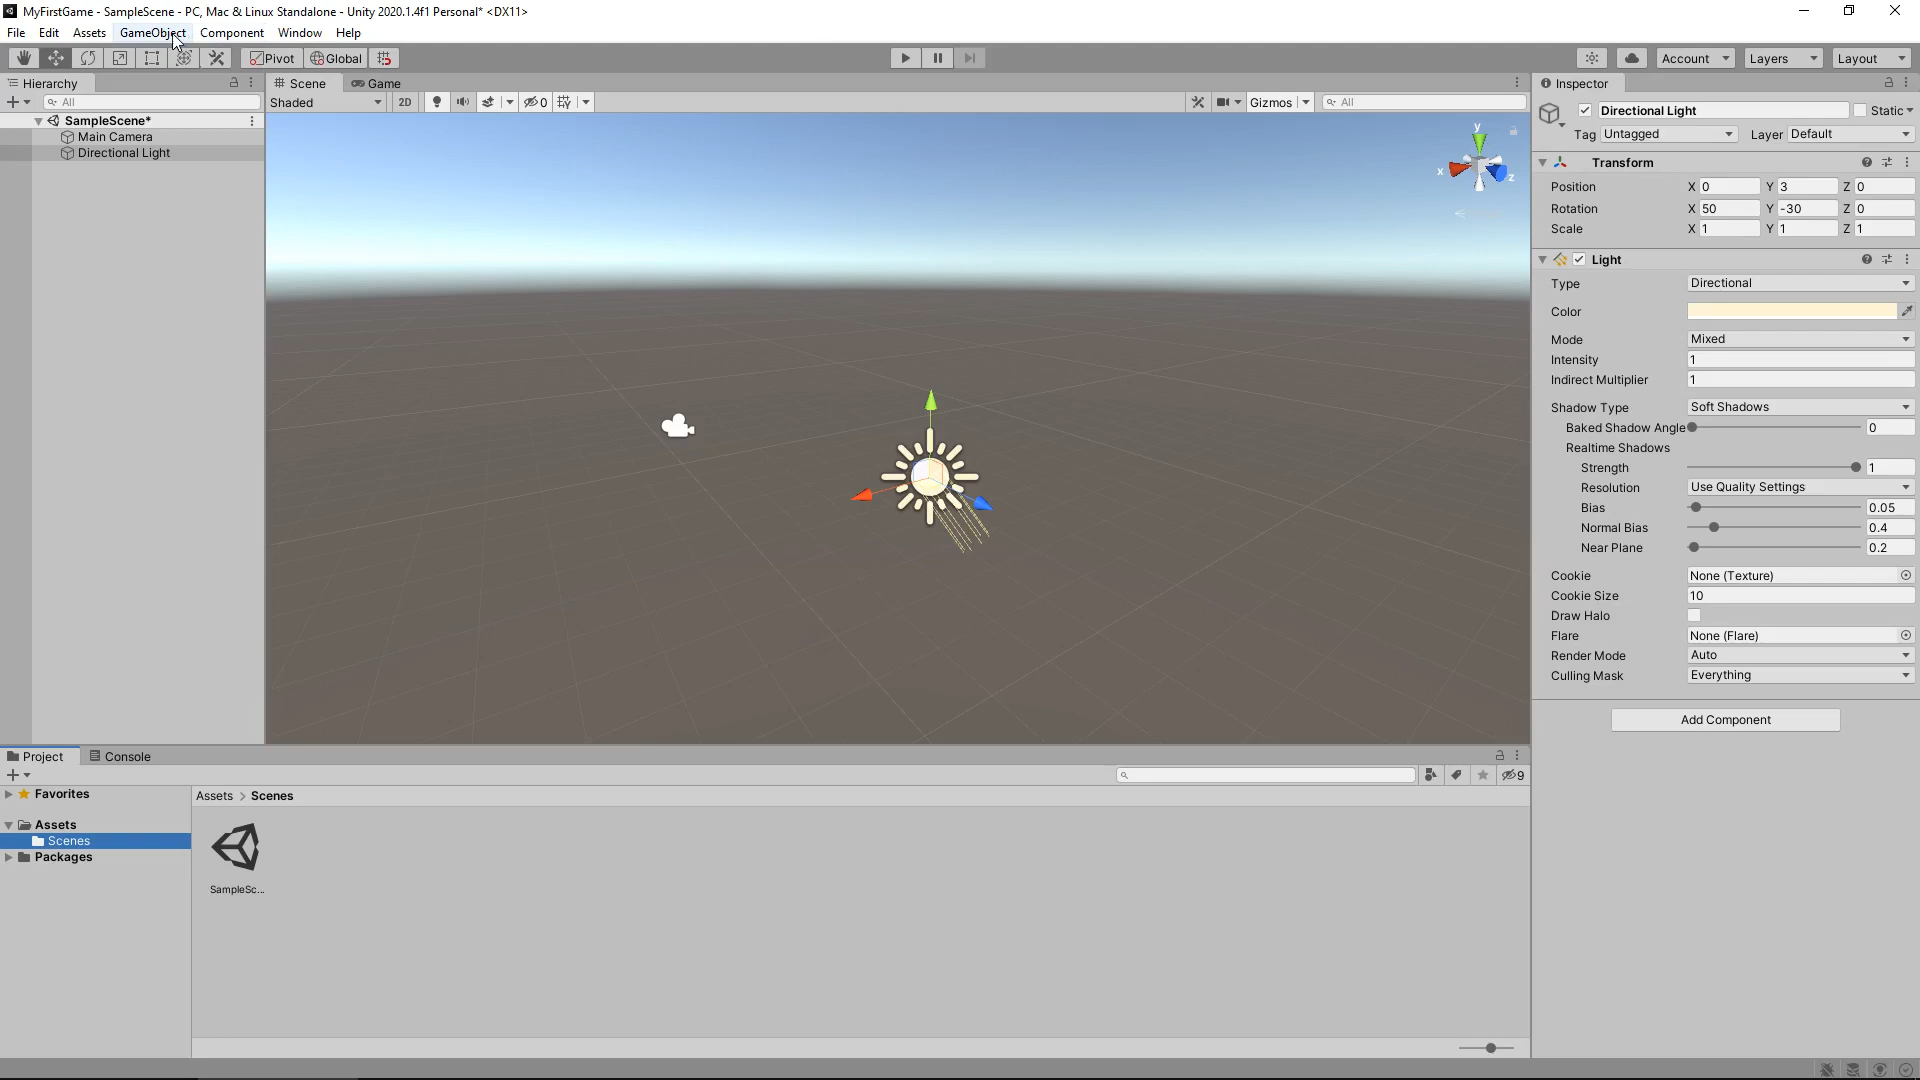 MyFirstGame - SampleScene - PC, Mac & Linux Standalone - Unity 2020.1.4f1 Personal* <DX11>
File Edit Assets GameObject Component Window Help
Pivot Global Account Layers Layout
Hierarchy Scene Game Inspector
All Shaded 2D 0 Gizmos All
SampleScene*
Main Camera
Directional Light
y
x
z
Directional Light Static
Tag Untagged Layer Default
Transform
Position X 0 Y 3 Z 0
Rotation X 50 Y -30 Z 0
Scale X 1 Y 1 Z 1
Light
Type Directional
Color
Mode Mixed
Intensity 1
Indirect Multiplier 1
Shadow Type Soft Shadows
Baked Shadow Angle 0
Realtime Shadows
Strength 1
Resolution Use Quality Settings
Bias 0.05
Normal Bias 0.4
Near Plane 0.2
Cookie None (Texture)
Cookie Size 10
Draw Halo
Flare None (Flare)
Render Mode Auto
Culling Mask Everything
Add Component
Project Console
9
Favorites
Assets > Scenes
Assets
Scenes
Packages
SampleSc...